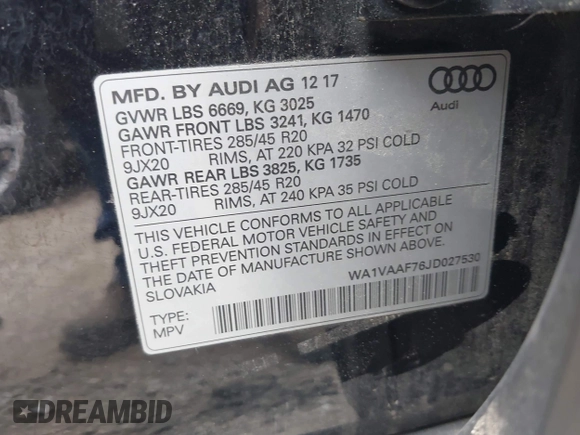 MFD. BY AUDI AG 12 17
GVWR LBS 6669, KG 3025
GAWR FRONT LBS 3241, KG 1470
FRONT-TIRES 285/45 R20
9JX20 RIMS, AT 220 KPA 32 PSI COLD
GAWR REAR LBS 3825, KG 1735
REAR-TIRES 285/45 R20
9JX20 RIMS, AT 240 KPA 35 PSI COLD
Audi
THIS VEHICLE CONFORMS TO ALL APPLICABLE
U.S. FEDERAL MOTOR VEHICLE SAFETY AND
THEFT PREVENTION STANDARDS IN EFFECT ON
THE DATE OF MANUFACTURE SHOWN ABOVE.
SLOVAKIA
WA1VAAF76JD027530
TYPE:
MPV
DREAMBID